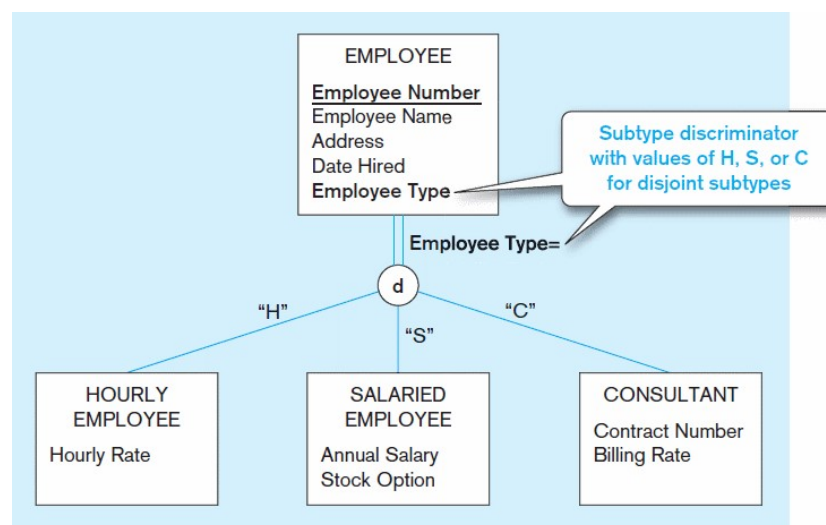 EMPLOYEE
Employee Number
Employee Name
Address
Date Hired
Employee Type
Subtype discriminator
with values of H, S, or C
for disjoint subtypes
Employee Type=
d
“H”
“S”
“C”
HOURLY
EMPLOYEE
Hourly Rate
SALARIED
EMPLOYEE
Annual Salary
Stock Option
CONSULTANT
Contract Number
Billing Rate